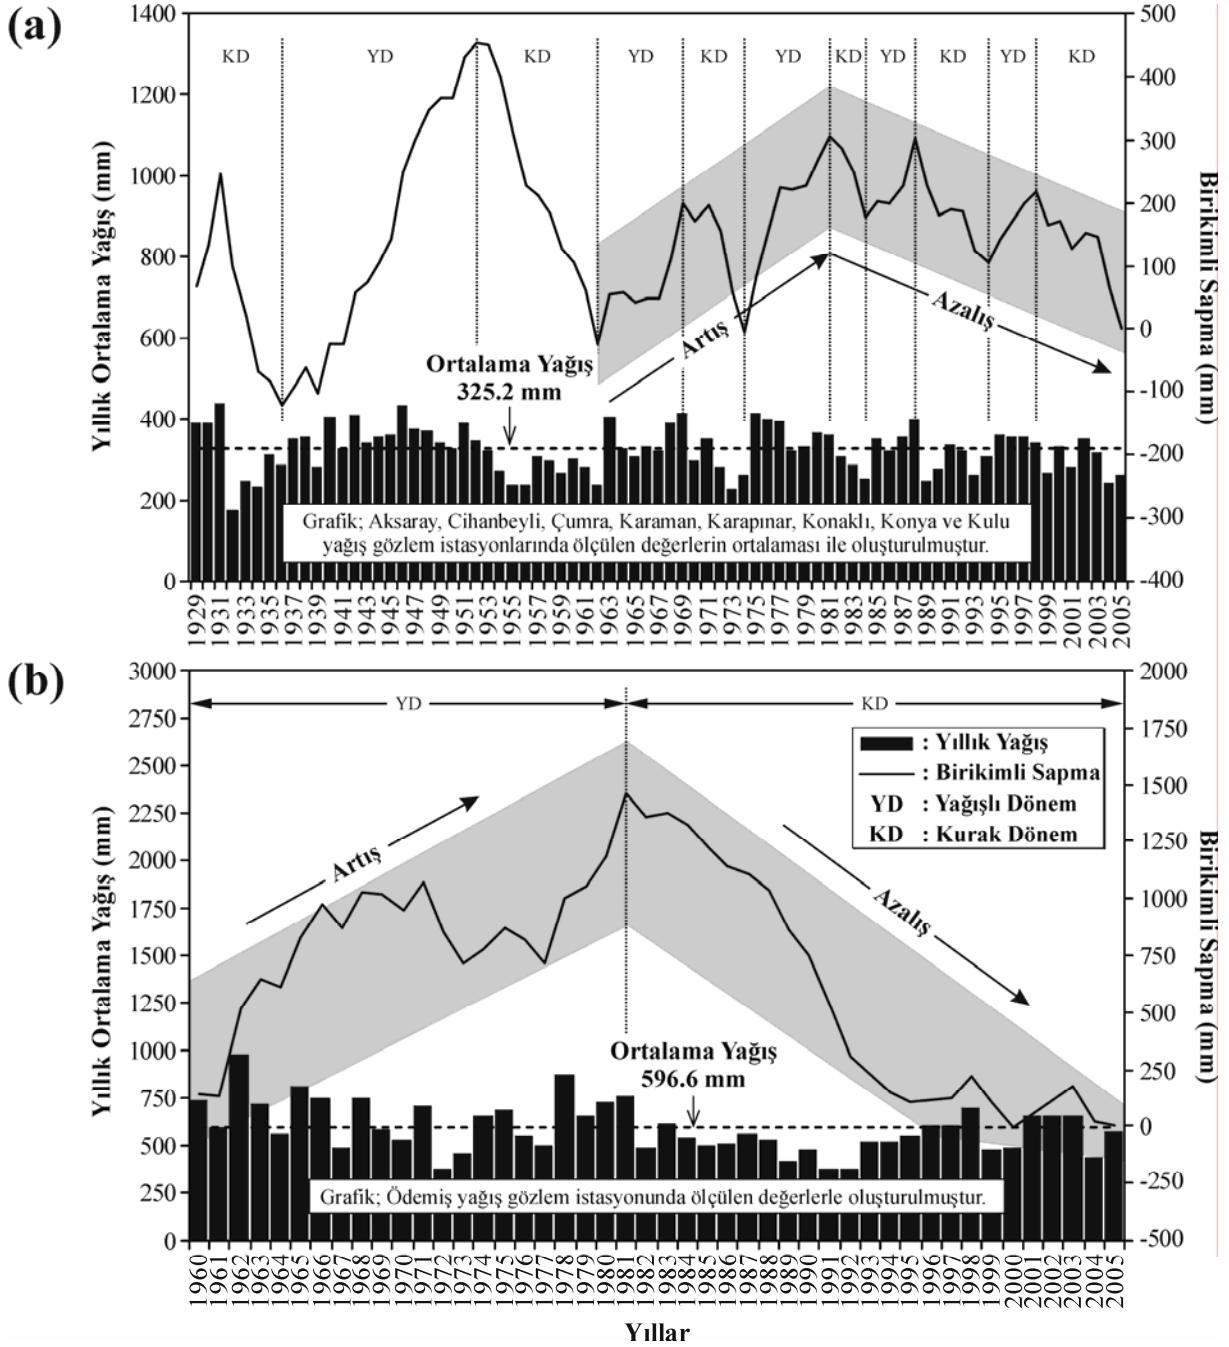 (a)
1400
1200
1000
800
600
400
200
0
Yıllık Ortalama Yağış (mm)
500
400
300
200
100
0
-100
-200
-300
-400
Birikimli Sapma (mm)
KD YD KD YD KD YD KD YD KD YD KD
Artış
Azalış
Ortalama Yağış
325.2 mm
Grafik; Aksaray, Cihanbeyli, Çumra, Karaman, Karapınar, Konaklı, Konya ve Kulu
yağış gözlem istasyonlarında ölçülen değerlerin ortalaması ile oluşturulmuştur.
1929 1931 1933 1935 1937 1939 1941 1943 1945 1947 1949 1951 1953 1955 1957 1959 1961 1963 1965 1967 1969 1971 1973 1975 1977 1979 1981 1983 1985 1987 1989 1991 1993 1995 1997 1999 2001 2003 2005
(b)
3000
2750
2500
2250
2000
1750
1500
1250
1000
750
500
250
0
Yıllık Ortalama Yağış (mm)
2000
1750
1500
1250
1000
750
500
250
0
-250
-500
Birikimli Sapma (mm)
YD KD
: Yıllık Yağış
: Birikimli Sapma
YD : Yağışlı Dönem
KD : Kurak Dönem
Artış
Azalış
Ortalama Yağış
596.6 mm
Grafik; Ödemiş yağış gözlem istasyonunda ölçülen değerlerle oluşturulmuştur.
1960 1961 1962 1963 1964 1965 1966 1967 1968 1969 1970 1971 1972 1973 1974 1975 1976 1977 1978 1979 1980 1981 1982 1983 1984 1985 1986 1987 1988 1989 1990 1991 1992 1993 1994 1995 1996 1997 1998 1999 2000 2001 2002 2003 2004 2005
Yıllar